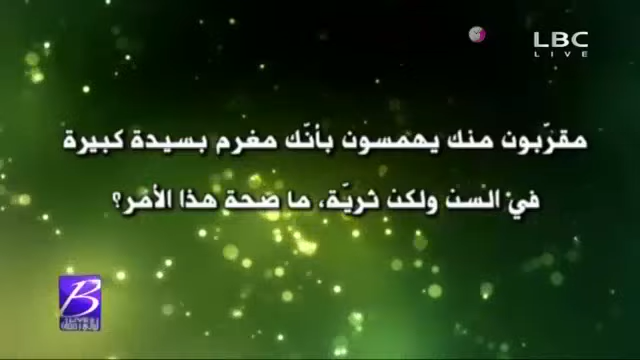 LBC
LIVE
مقرّبون منك يهمسون بأنّك مغرم بسيدة كبيرة
في السن ولكن ثريّة، ما صحة هذا الأمر؟
B